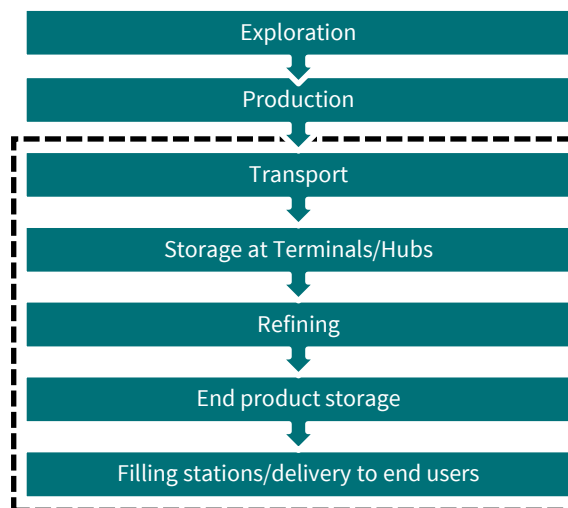 Exploration
Production
Transport
Storage at Terminals/Hubs
Refining
End product storage
Filling stations/delivery to end users